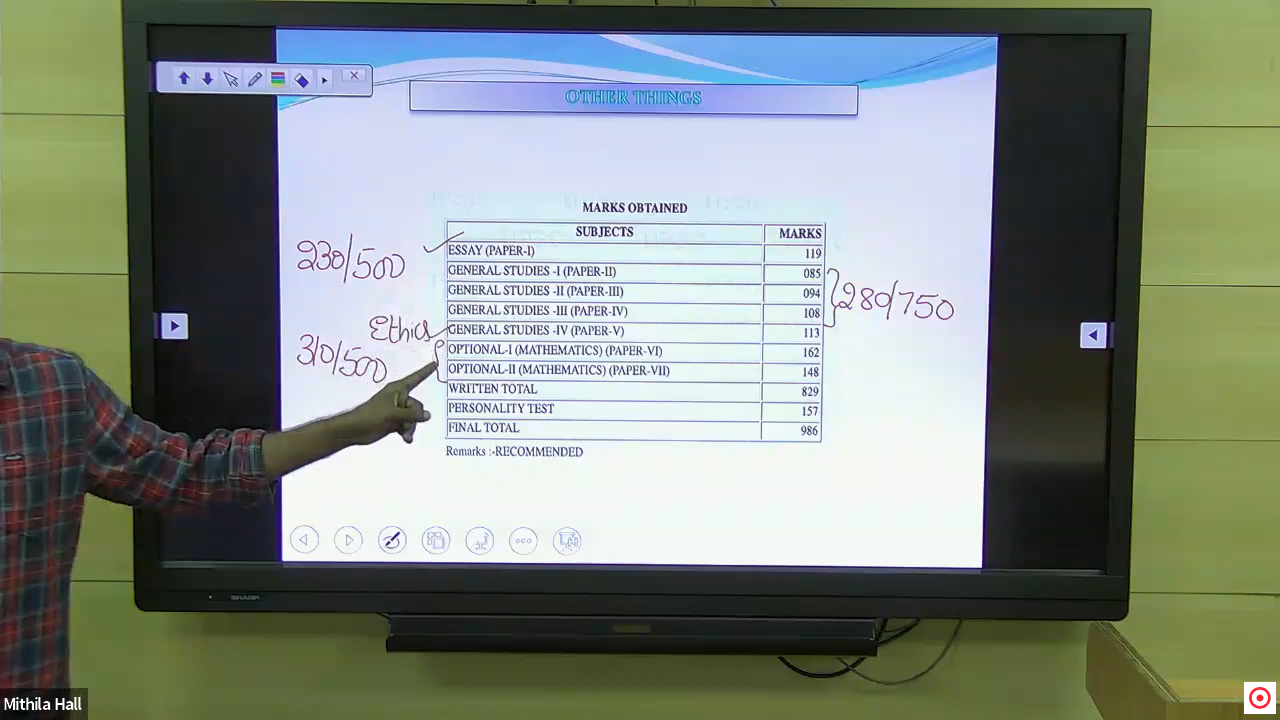 OTHER THINGS
MARKS OBTAINED
SUBJECTS MARKS
ESSAY (PAPER-I) 119
GENERAL STUDIES -I (PAPER-II) 085
GENERAL STUDIES -II (PAPER-III) 094
GENERAL STUDIES -III (PAPER-IV) 108
GENERAL STUDIES -IV (PAPER-V) 113
OPTIONAL-I (MATHEMATICS) (PAPER-VI) 162
OPTIONAL-II (MATHEMATICS) (PAPER-VII) 148
WRITTEN TOTAL 829
PERSONALITY TEST 157
FINAL TOTAL 986
Remarks :-RECOMMENDED
230/500
Ethics
310/500
280/750
SHARP
Mithila Hall